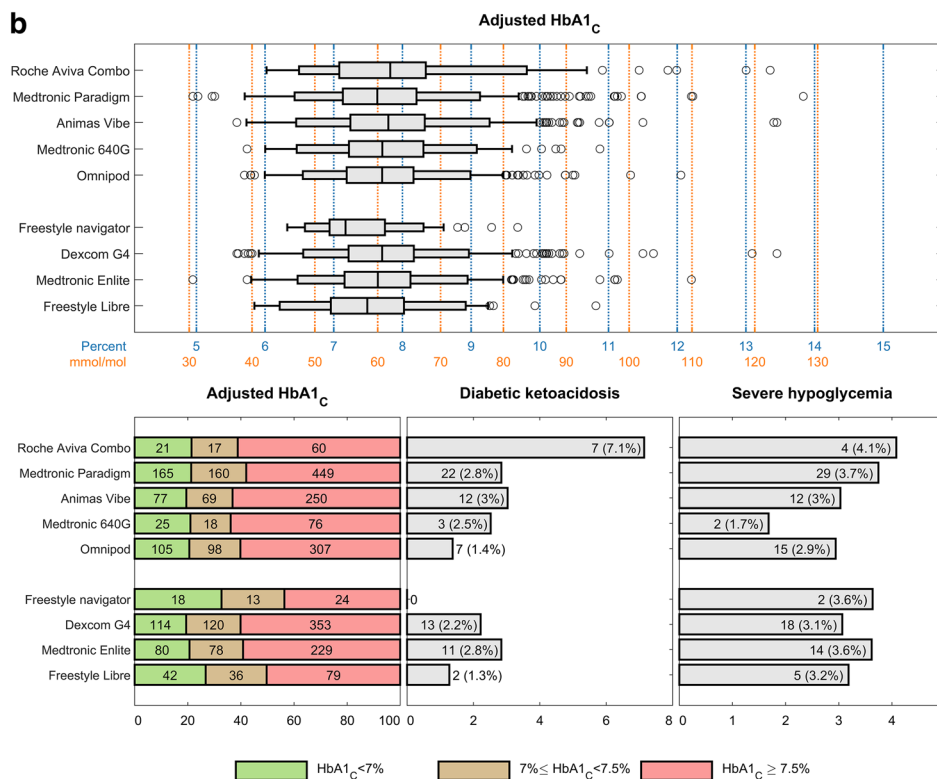 b
Adjusted HbA1C
Roche Aviva Combo
Medtronic Paradigm
Animas Vibe
Medtronic 640G
Omnipod
Freestyle navigator
Dexcom G4
Medtronic Enlite
Freestyle Libre
Percent 5 6 7 8 9 10 11 12 13 14 15
mmol/mol 30 40 50 60 70 80 90 100 110 120 130
Adjusted HbA1C Diabetic ketoacidosis Severe hypoglycemia
Roche Aviva Combo 21 17 60 7 (7.1%) 4 (4.1%)
Medtronic Paradigm 165 160 449 22 (2.8%) 29 (3.7%)
Animas Vibe 77 69 250 12 (3%) 12 (3%)
Medtronic 640G 25 18 76 3 (2.5%) 2 (1.7%)
Omnipod 105 98 307 7 (1.4%) 15 (2.9%)
Freestyle navigator 18 13 24 0 2 (3.6%)
Dexcom G4 114 120 353 13 (2.2%) 18 (3.1%)
Medtronic Enlite 80 78 229 11 (2.8%) 14 (3.6%)
Freestyle Libre 42 36 79 2 (1.3%) 5 (3.2%)
0 20 40 60 80 100 0 2 4 6 8 0 1 2 3 4
HbA1C<7% 7%≤ HbA1C<7.5% HbA1C ≥ 7.5%